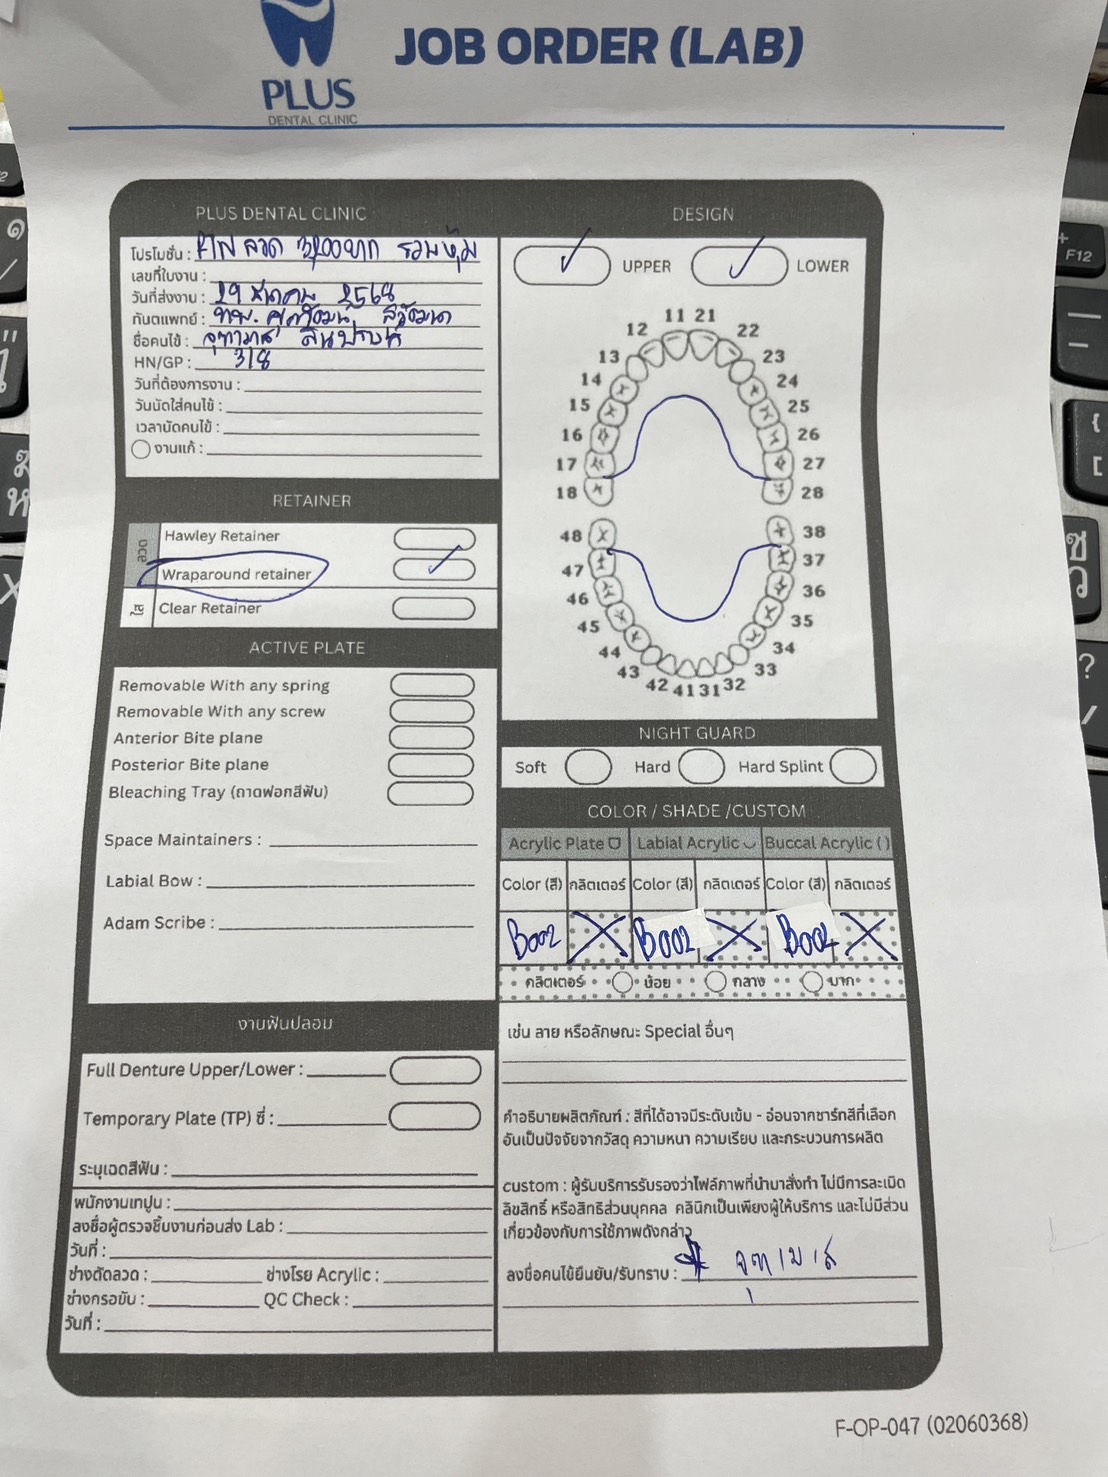 JOB ORDER (LAB)
PLUS
DENTAL CLINIC
PLUS DENTAL CLINIC
โปรโมชั่น : RTN ลวด 3,200 บาท รวมหุ้ม
เลขที่ใบงาน :
วันที่ส่งงาน : 29 สิงหาคม 2568
ทันตแพทย์ : ทพ.
ชื่อคนไข้ :
HN/GP : 318
วันที่ต้องการงาน :
วันนัดใส่คนไข้ :
เวลานัดคนไข้ :
งานแก้ :
DESIGN
UPPER LOWER
11 21
12 22
13 23
14 24
15 25
16 26
17 27
18 28
48 38
47 37
46 36
45 35
44 34
43 33
42 41 31 32
RETAINER
ลวด
Hawley Retainer
Wraparound retainer
ใส
Clear Retainer
ACTIVE PLATE
Removable With any spring
Removable With any screw
Anterior Bite plane
Posterior Bite plane
Bleaching Tray (ถาดฟอกสีฟัน)
Space Maintainers :
Labial Bow :
Adam Scribe :
NIGHT GUARD
Soft Hard Hard Splint
COLOR / SHADE /CUSTOM
Acrylic Plate Labial Acrylic Buccal Acrylic ( )
Color (สี) กลิตเตอร์ Color (สี) กลิตเตอร์ Color (สี) กลิตเตอร์
B002 B002 B002
กลิตเตอร์ น้อย กลาง มาก
เช่น ลาย หรือลักษณะ Special อื่นๆ
คำอธิบายผลิตภัณฑ์ : สีที่ได้อาจมีระดับเข้ม - อ่อนจากชาร์ทสีที่เลือก
อันเป็นปัจจัยจากวัสดุ ความหนา ความเรียบ และกระบวนการผลิต
custom : ผู้รับบริการรับรองว่าไฟล์ภาพที่นำมาสั่งทำ ไม่มีการละเมิด
ลิขสิทธิ์ หรือสิทธิส่วนบุคคล คลินิกเป็นเพียงผู้ให้บริการ และไม่มีส่วน
เกี่ยวข้องกับการใช้ภาพดังกล่าว
ลงชื่อคนไข้ยืนยัน/รับทราบ :
งานฟันปลอม
Full Denture Upper/Lower :
Temporary Plate (TP) ซี่ :
ระบุเฉดสีฟัน :
พนักงานเทปูน :
ลงชื่อผู้ตรวจชิ้นงานก่อนส่ง Lab :
วันที่ :
ช่างดัดลวด : ช่างโรย Acrylic :
ช่างกรอขัด : QC Check :
วันที่ :
F-OP-047 (02060368)